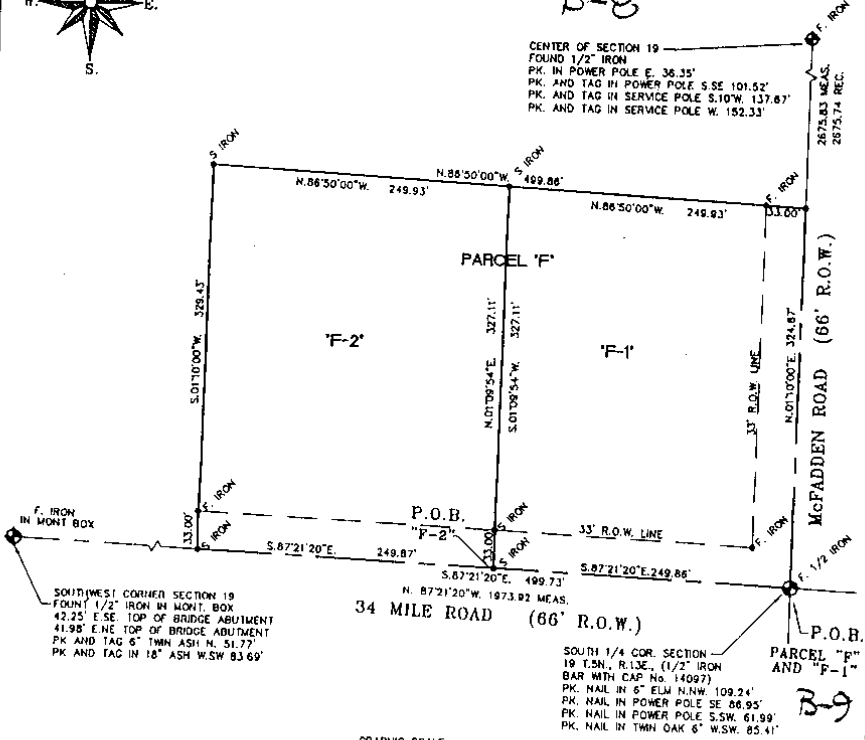 W.
E.
S.
B-8
F. IRON
CENTER OF SECTION 19
FOUND 1/2" IRON
PK. IN POWER POLE E. 36.35'
PK. AND TAG IN POWER POLE S.SE 101.52'
PK. AND TAG IN SERVICE POLE S.10°W. 137.67'
PK. AND TAG IN SERVICE POLE W. 152.33'
2675.83 MEAS.
2675.74 REC.
S IRON
N.86°50'00"W. 499.86'
S IRON
F. IRON
N.86°50'00"W. 249.93'
N.86°50'00"W. 249.93'
33.00'
PARCEL "F"
S.01°10'00"W. 329.43'
"F-2"
N.01°09'54"E. 327.11'
S.01°09'54"W. 327.11'
"F-1"
33' R.O.W. LINE
N.01°10'00"E. 324.87'
McFADDEN ROAD (66' R.O.W.)
F. IRON
IN MONT BOX
F. IRON
33.00'
S IRON
P.O.B.
"F-2"
S IRON
33.00'
S IRON
33' R.O.W. LINE
F. IRON
S.87°21'20"E. 249.87'
S.87°21'20"E. 499.73'
S.87°21'20"E. 249.86'
F. 1/2 IRON
N. 87°21'20"W. 1973.92 MEAS.
34 MILE ROAD (66' R.O.W.)
SOUTHWEST CORNER SECTION 19
FOUNT 1/2" IRON IN MONT. BOX
42.25' E.SE. TOP OF BRIDGE ABUTMENT
41.98' E.NE TOP OF BRIDGE ABUTMENT
PK AND TAG 6" TWIN ASH N. 51.77'
PK AND TAG IN 18" ASH W.SW 83.69'
P.O.B.
PARCEL "F"
AND "F-1"
B-9
SOUTH 1/4 COR. SECTION
19 T.5N., R.13E., (1/2" IRON
BAR WITH CAP No. 14097)
PK. NAIL IN 6" ELM N.NW. 109.24'
PK. NAIL IN POWER POLE SE 86.95'
PK. NAIL IN POWER POLE S.SW. 61.99'
PK. NAIL IN TWIN OAK 6" W.SW. 85.41'
GRAPHIC SCALE